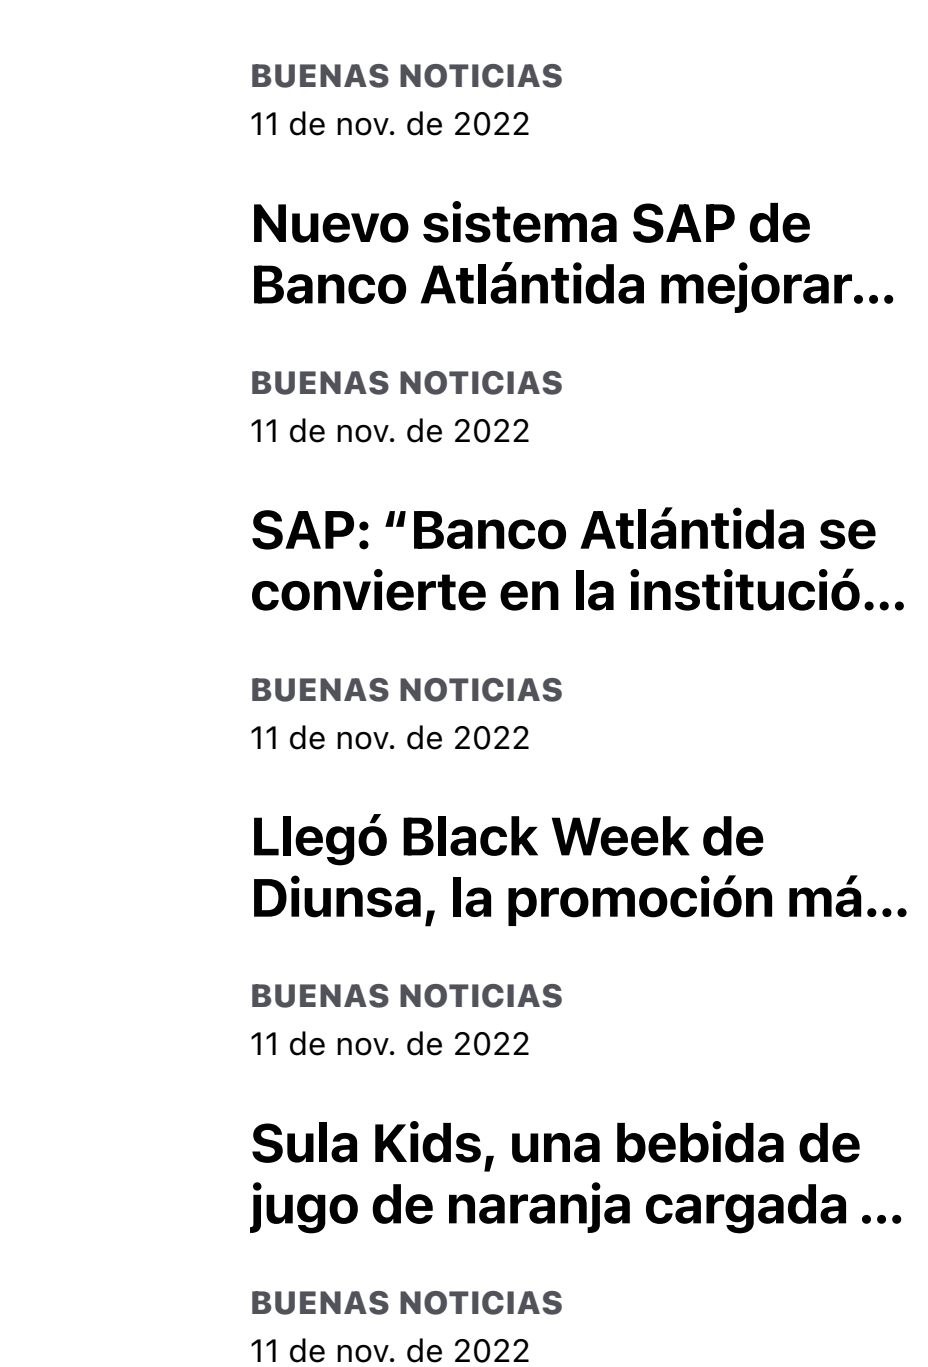 BUENAS NOTICIAS
11 de nov. de 2022
Nuevo sistema SAP de
Banco Atlántida mejorar...
BUENAS NOTICIAS
11 de nov. de 2022
SAP: “Banco Atlántida se
convierte en la institució...
BUENAS NOTICIAS
11 de nov. de 2022
Llegó Black Week de
Diunsa, la promoción má...
BUENAS NOTICIAS
11 de nov. de 2022
Sula Kids, una bebida de
jugo de naranja cargada ...
BUENAS NOTICIAS
11 de nov. de 2022